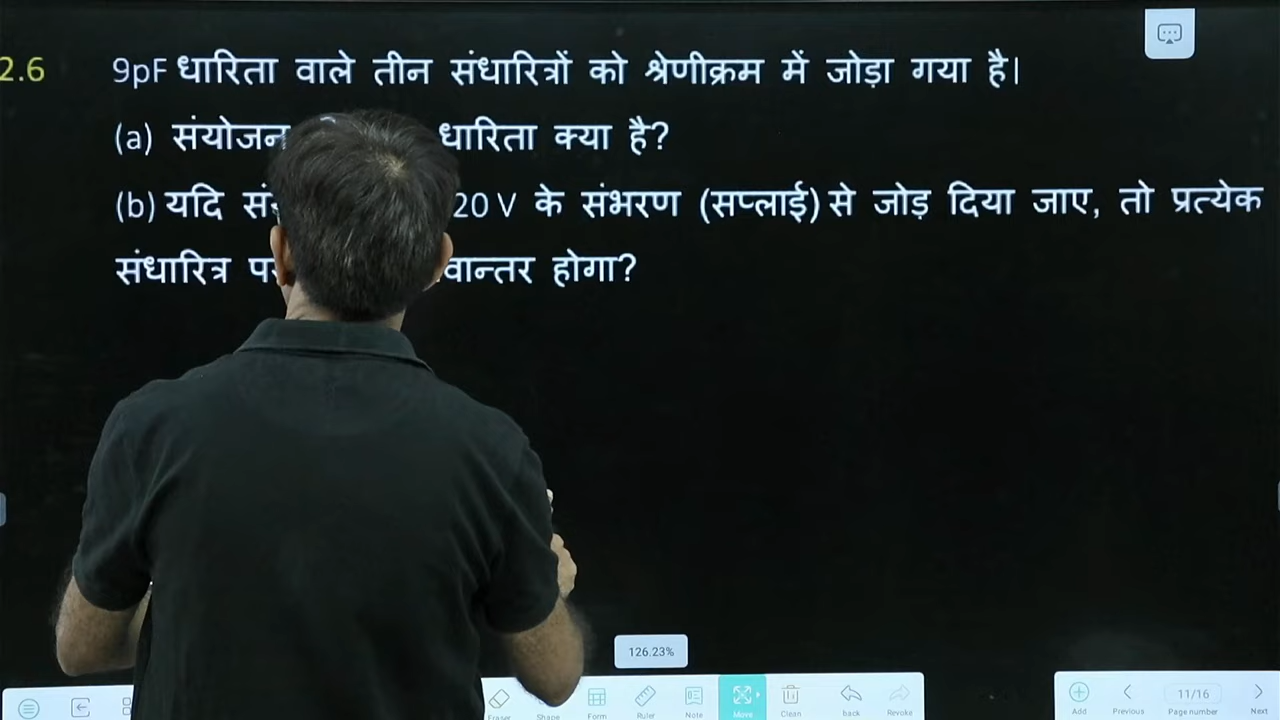 2.6 9pF धारिता वाले तीन संधारित्रों को श्रेणीक्रम में जोड़ा गया है।
(a) संयोजन धारिता क्या है?
(b) यदि 20 V के संभरण (सप्लाई) से जोड़ दिया जाए, तो प्रत्येक
संधारित्र होगा?
126.23%
Eraser Shape Form Ruler Note Move Clean back Revoke Add Previous 11/16 Page number Next